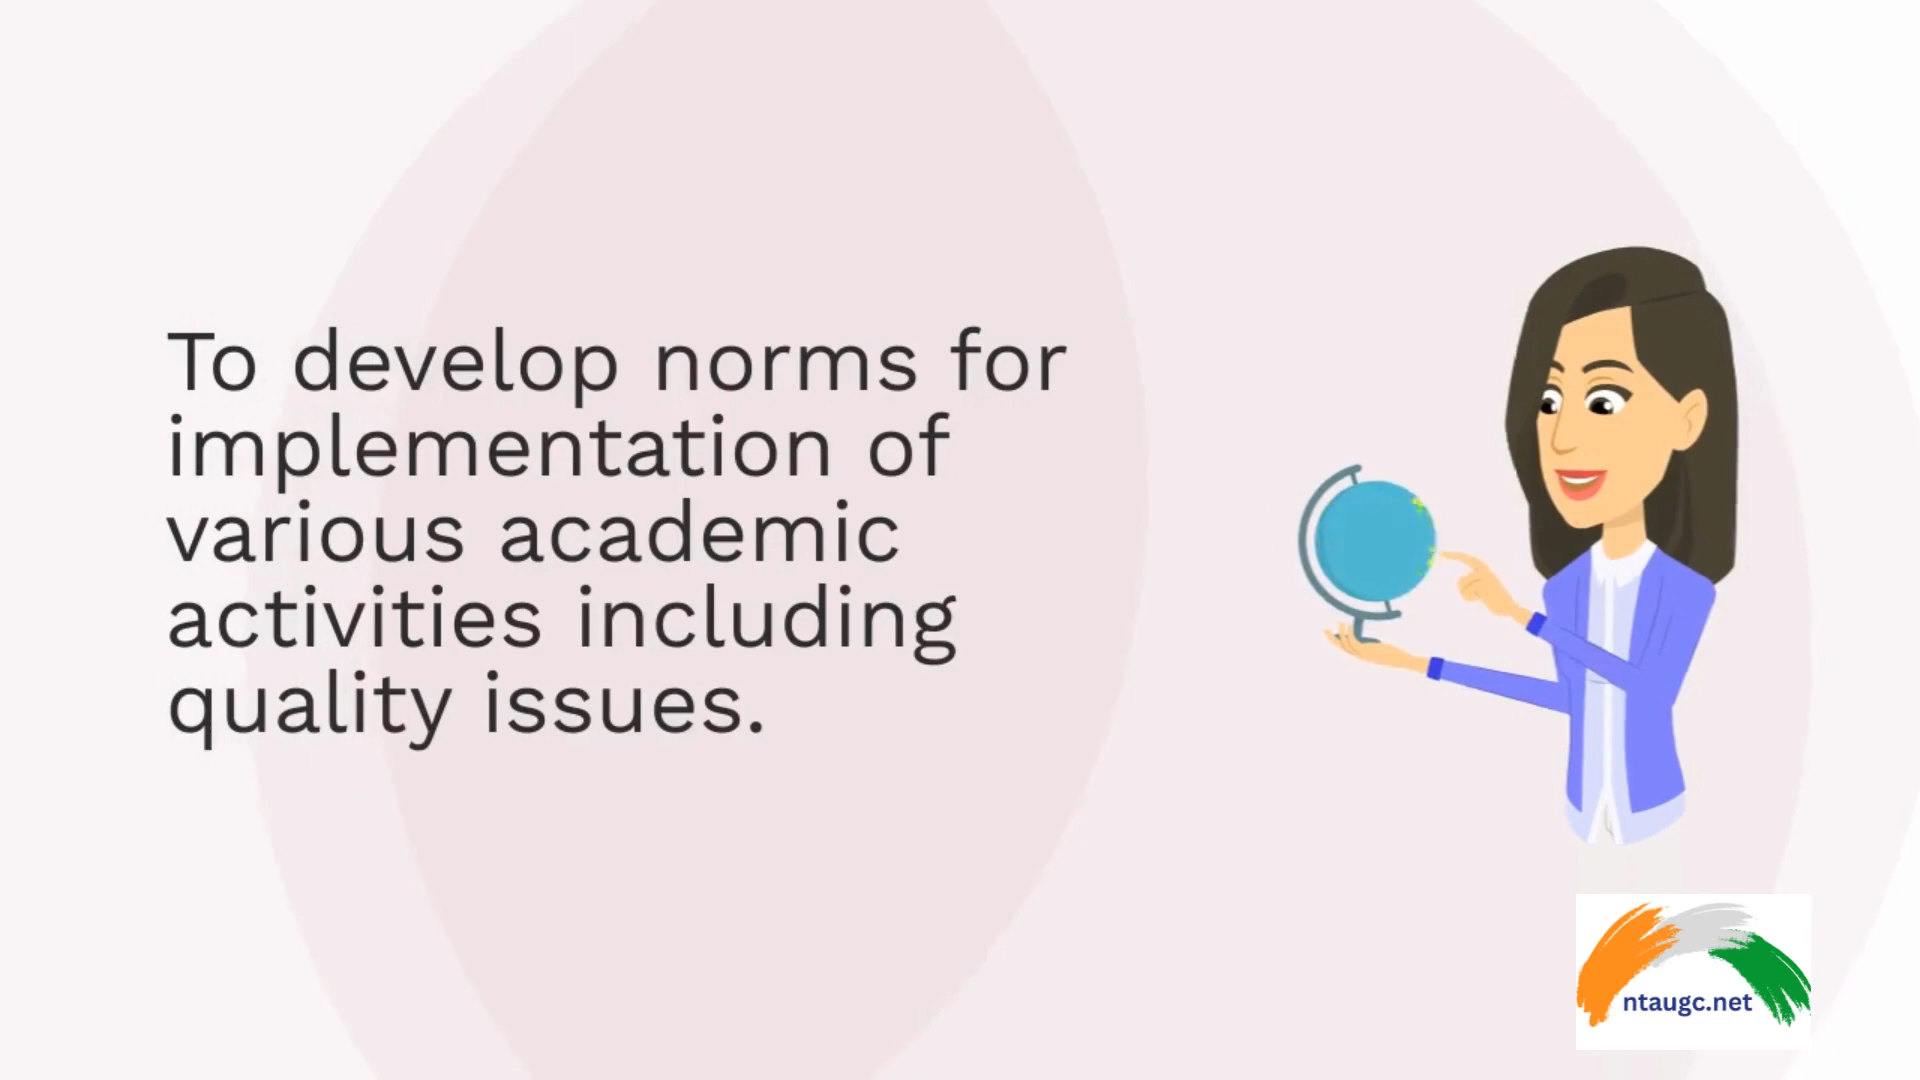 To develop norms for
implementation of
various academic
activities including
quality issues.
ntaugc.net